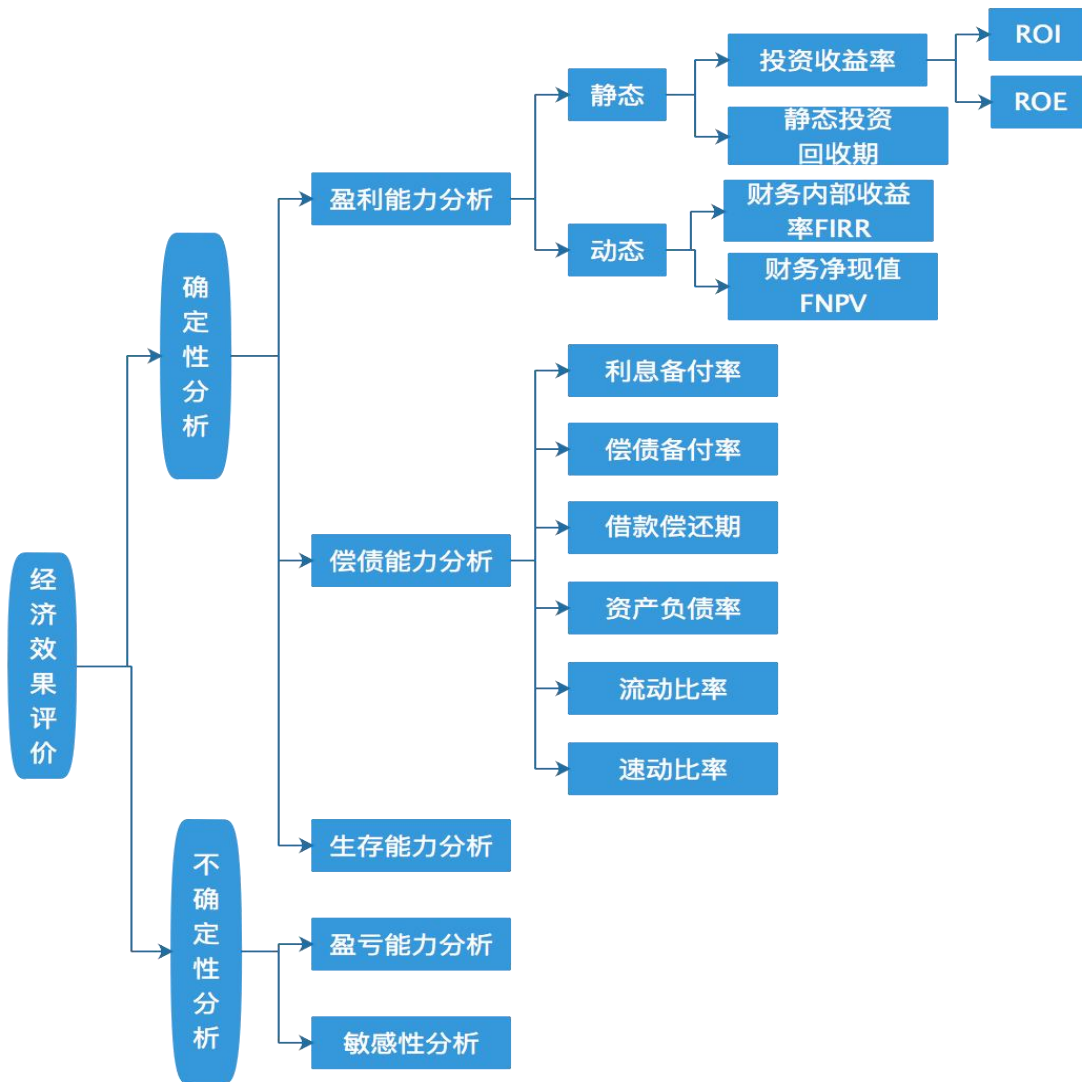 经济效果评价
确定性分析
不确定性分析
盈利能力分析
偿债能力分析
生存能力分析
盈亏能力分析
敏感性分析
静态
动态
投资收益率
ROI
ROE
静态投资
回收期
财务内部收益
率FIRR
财务净现值
FNPV
利息备付率
偿债备付率
借款偿还期
资产负债率
流动比率
速动比率